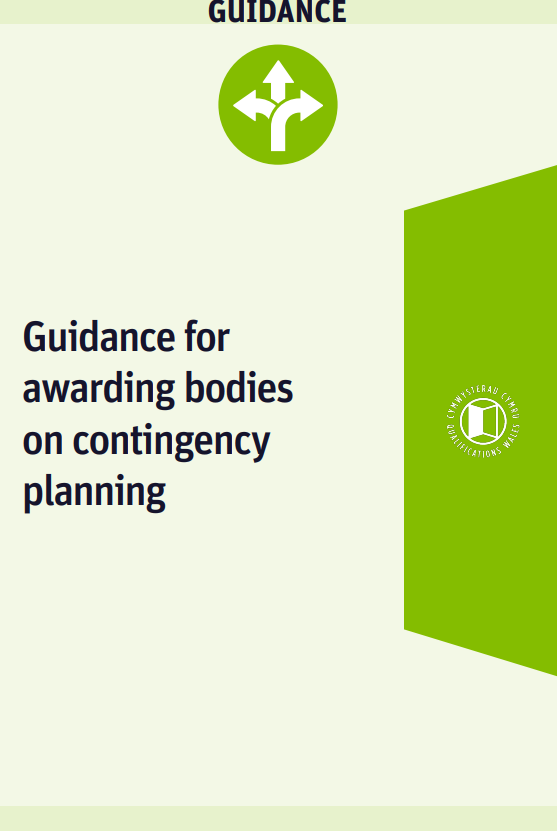 GUIDANCE
Guidance for
awarding bodies
on contingency
planning
CYMWYSTERAU CYMRU
QUALIFICATIONS WALES